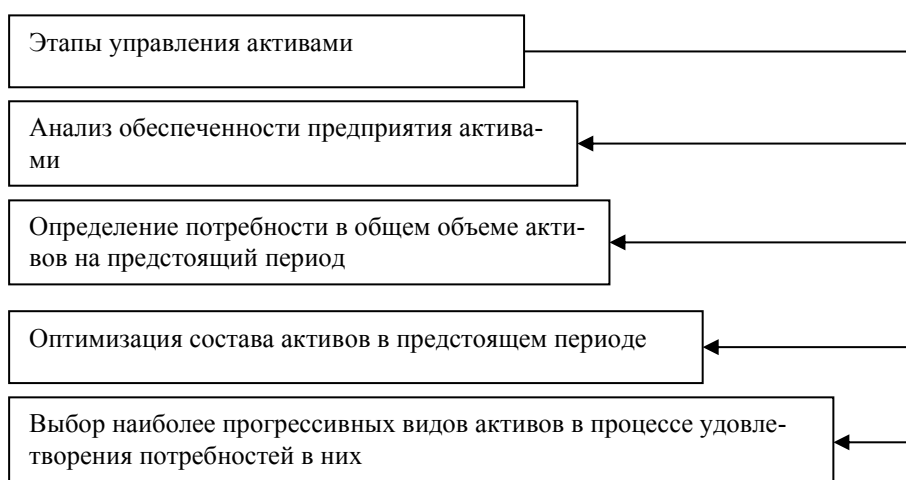 Этапы управления активами
Анализ обеспеченности предприятия актива-
ми
Определение потребности в общем объеме акти-
вов на предстоящий период
Оптимизация состава активов в предстоящем периоде
Выбор наиболее прогрессивных видов активов в процессе удовле-
творения потребностей в них